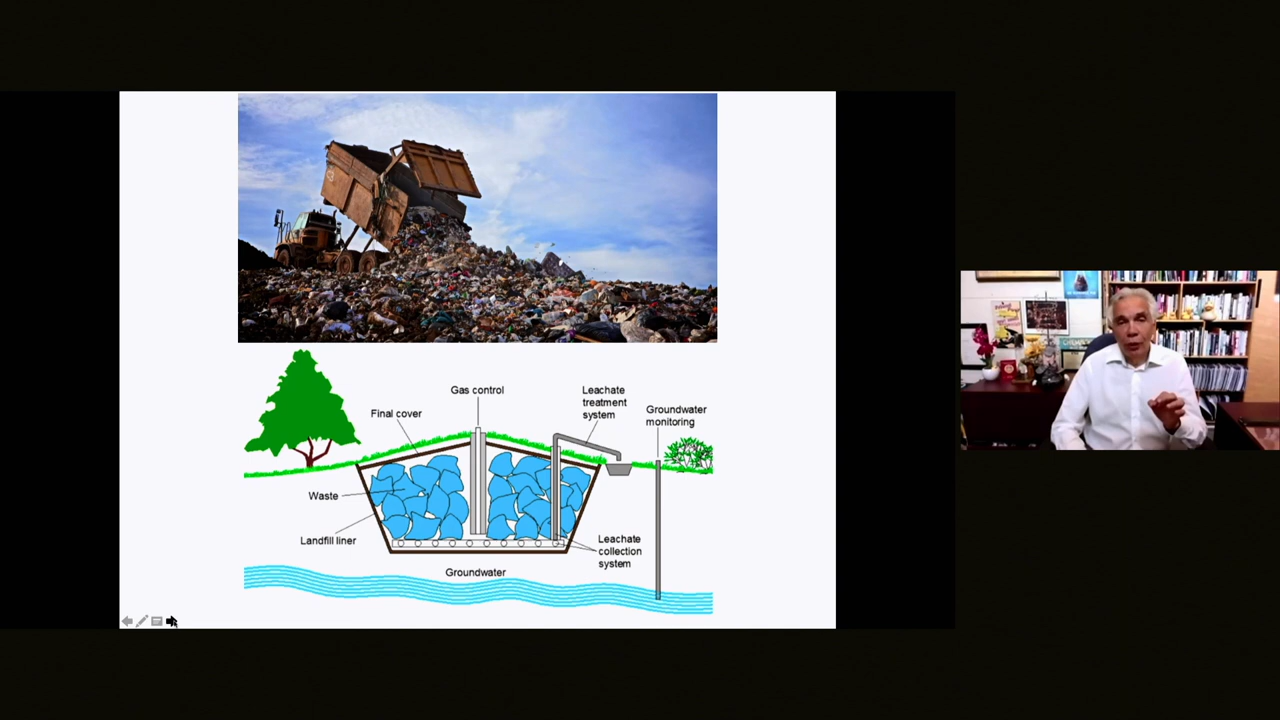 Gas control
Leachate
treatment
system
Final cover
Groundwater
monitoring
Waste
Landfill liner
Leachate
collection
system
Groundwater